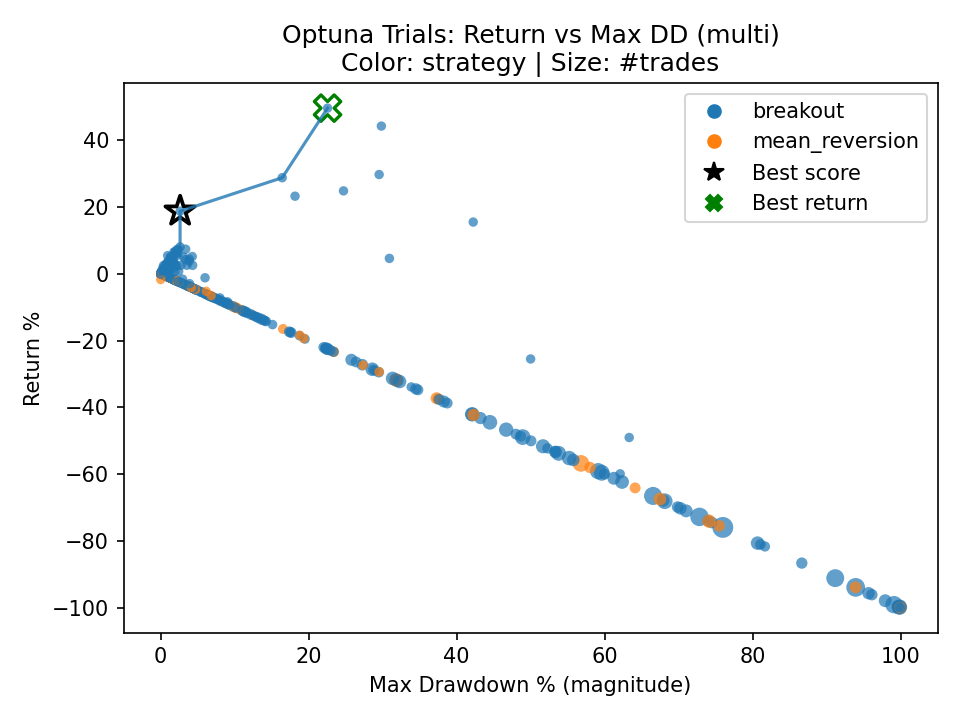 Optuna Trials: Return vs Max DD (multi)
Color: strategy | Size: #trades
breakout
mean_reversion
Best score
Best return
Return %
40
20
0
−20
−40
−60
−80
−100
0
20
40
60
80
100
Max Drawdown % (magnitude)